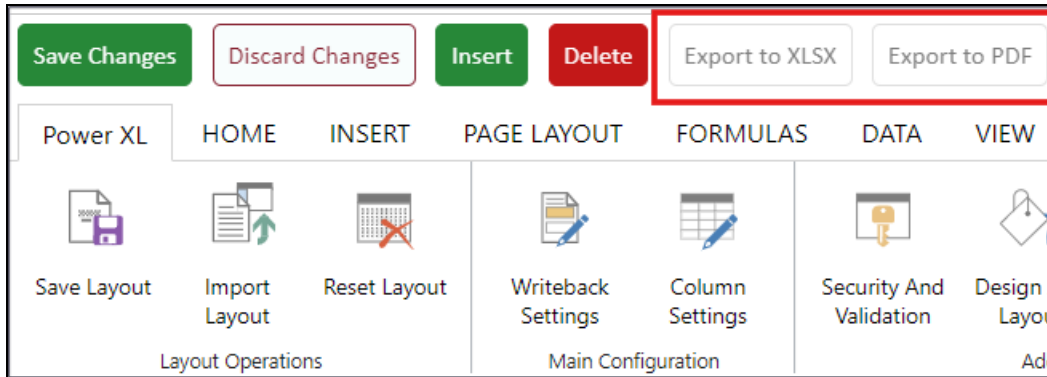 Save Changes Discard Changes Insert Delete Export to XLSX Export to PDF
Power XL HOME INSERT PAGE LAYOUT FORMULAS DATA VIEW
Save Layout Import Layout Reset Layout Writeback Settings Column Settings Security And Validation Design
Layout Operations Main Configuration